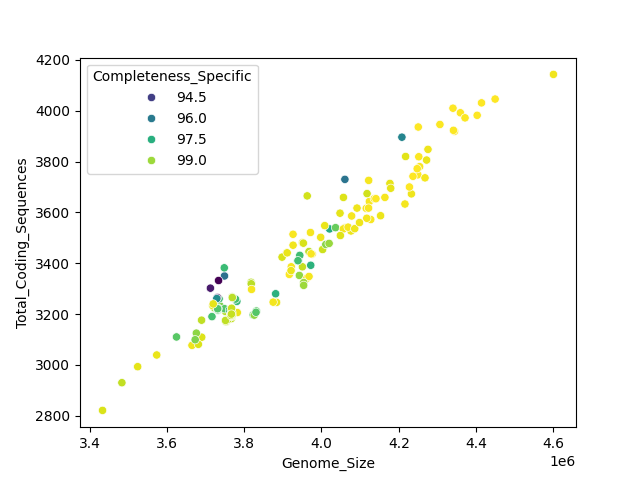 Completeness_Specific
94.5
96.0
97.5
99.0
4200
4000
3800
3600
3400
3200
3000
2800
Total_Coding_Sequences
3.4 3.6 3.8 4.0 4.2 4.4 4.6
1e6
Genome_Size